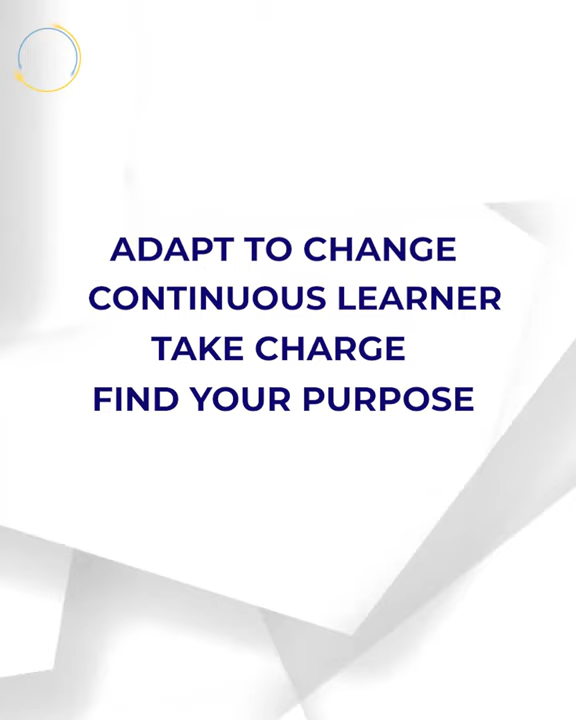 ADAPT TO CHANGE
CONTINUOUS LEARNER
TAKE CHARGE
FIND YOUR PURPOSE